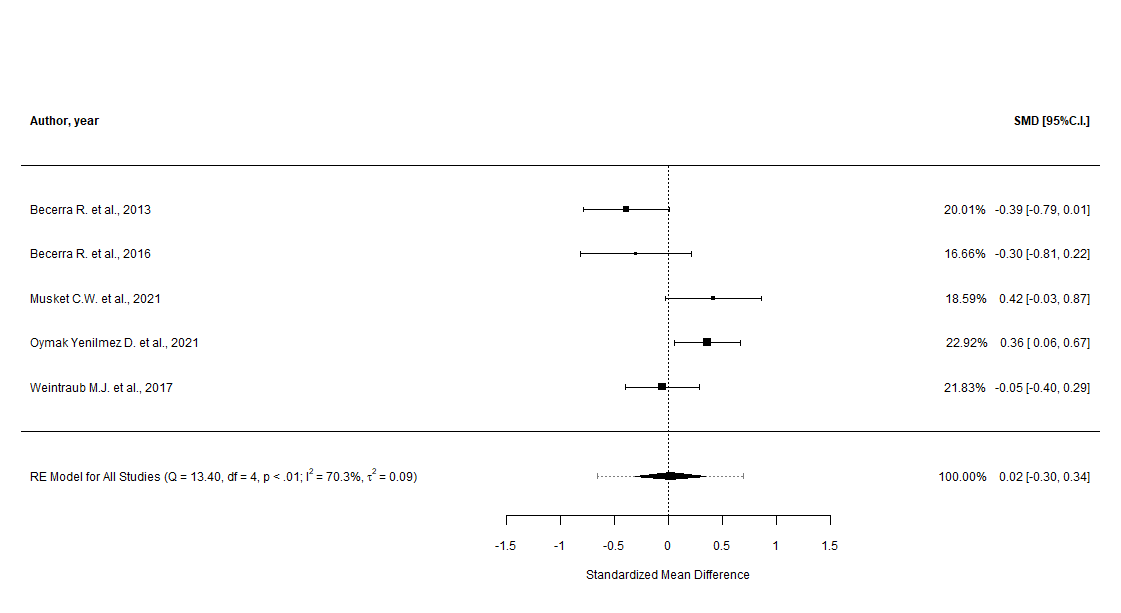 Author, year SMD [95%C.I.]
Becerra R. et al., 2013 20.01% -0.39 [-0.79, 0.01]
Becerra R. et al., 2016 16.66% -0.30 [-0.81, 0.22]
Musket C.W. et al., 2021 18.59% 0.42 [-0.03, 0.87]
Oymak Yenilmez D. et al., 2021 22.92% 0.36 [ 0.06, 0.67]
Weintraub M.J. et al., 2017 21.83% -0.05 [-0.40, 0.29]
RE Model for All Studies (Q = 13.40, df = 4, p < .01; I² = 70.3%, τ² = 0.09) 100.00% 0.02 [-0.30, 0.34]
-1.5 -1 -0.5 0 0.5 1 1.5
Standardized Mean Difference